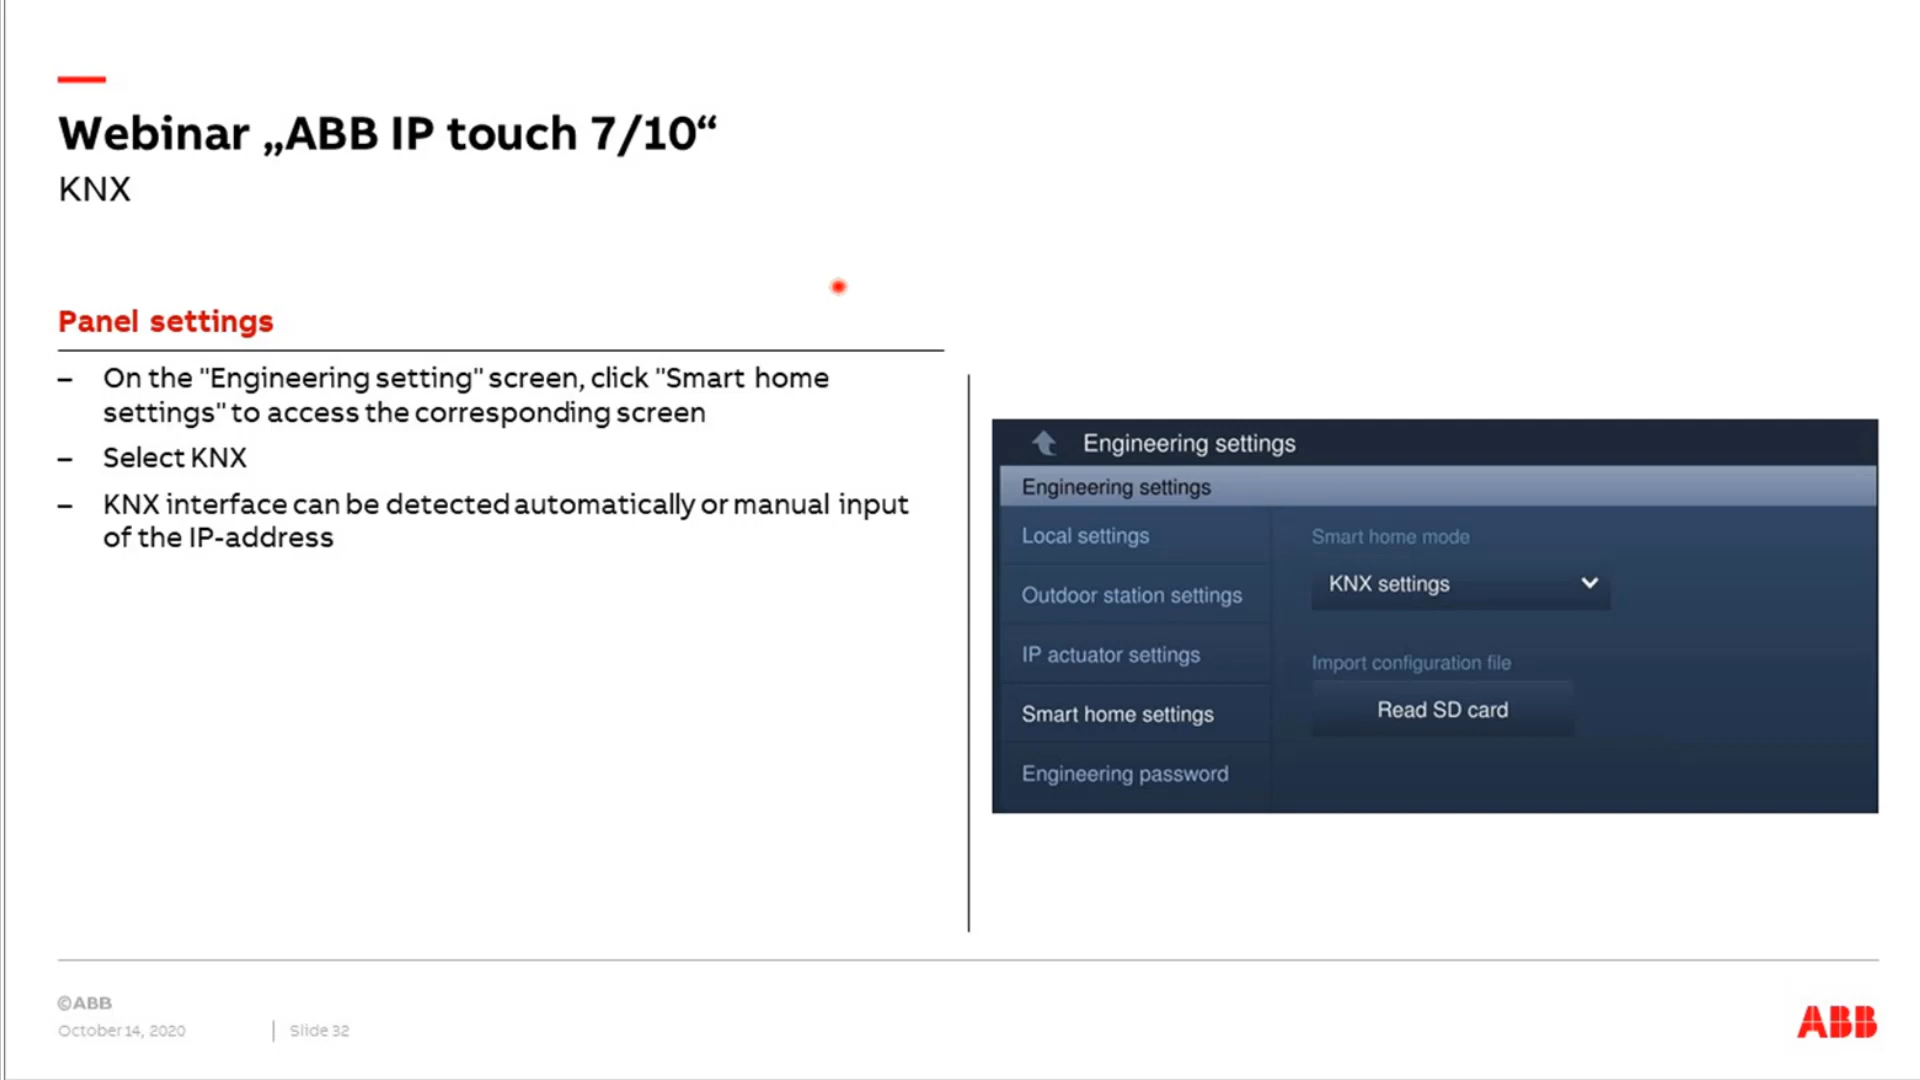 Webinar „ABB IP touch 7/10“
KNX
Panel settings
– On the "Engineering setting" screen, click "Smart home
settings" to access the corresponding screen
– Select KNX
– KNX interface can be detected automatically or manual input
of the IP-address
Engineering settings
Engineering settings
Local settings
Outdoor station settings
IP actuator settings
Smart home settings
Engineering password
Smart home mode
KNX settings
Import configuration file
Read SD card
©ABB
October 14, 2020 | Slide 32
ABB